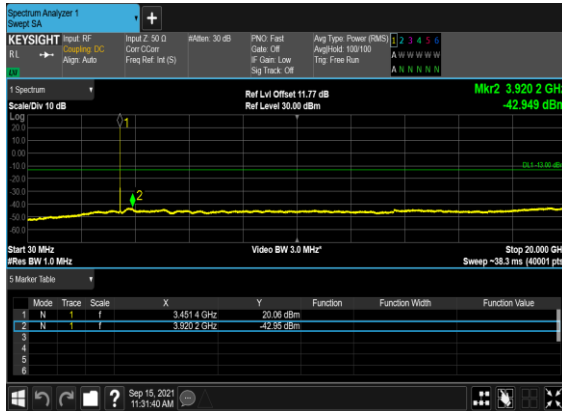 Spectrum Analyzer 1
Swept SA
+
KEYSIGHT Input: RF Input Z: 50 Ω #Atten: 30 dB PNO: Fast Avg Type: Power (RMS) 1 2 3 4 5 6
RL Coupling: DC Corr CCorr Gate: Off Avg|Hold: 100/100 A W W W W W
Align: Auto Freq Ref: Int (S) IF Gain: Low Trig: Free Run
Sig Track: Off A N N N N N
1 Spectrum
Ref Lvl Offset 11.77 dB Mkr2 3.920 2 GHz
Scale/Div 10 dB Ref Level 30.00 dBm -42.949 dBm
Log
20.0
10.0
0.00
-10.0
-20.0
-30.0
-40.0
-50.0
-60.0
1
DL1 -13.00 dBm
2
Start 30 MHz Video BW 3.0 MHz* Stop 20.000 GHz
#Res BW 1.0 MHz Sweep ~38.3 ms (40001 pts)
5 Marker Table
Mode Trace Scale X Y Function Function Width Function Value
1 N 1 f 3.451 4 GHz 20.06 dBm
2 N 1 f 3.920 2 GHz -42.95 dBm
3
4
5
6
? Sep 15, 2021
11:31:40 AM